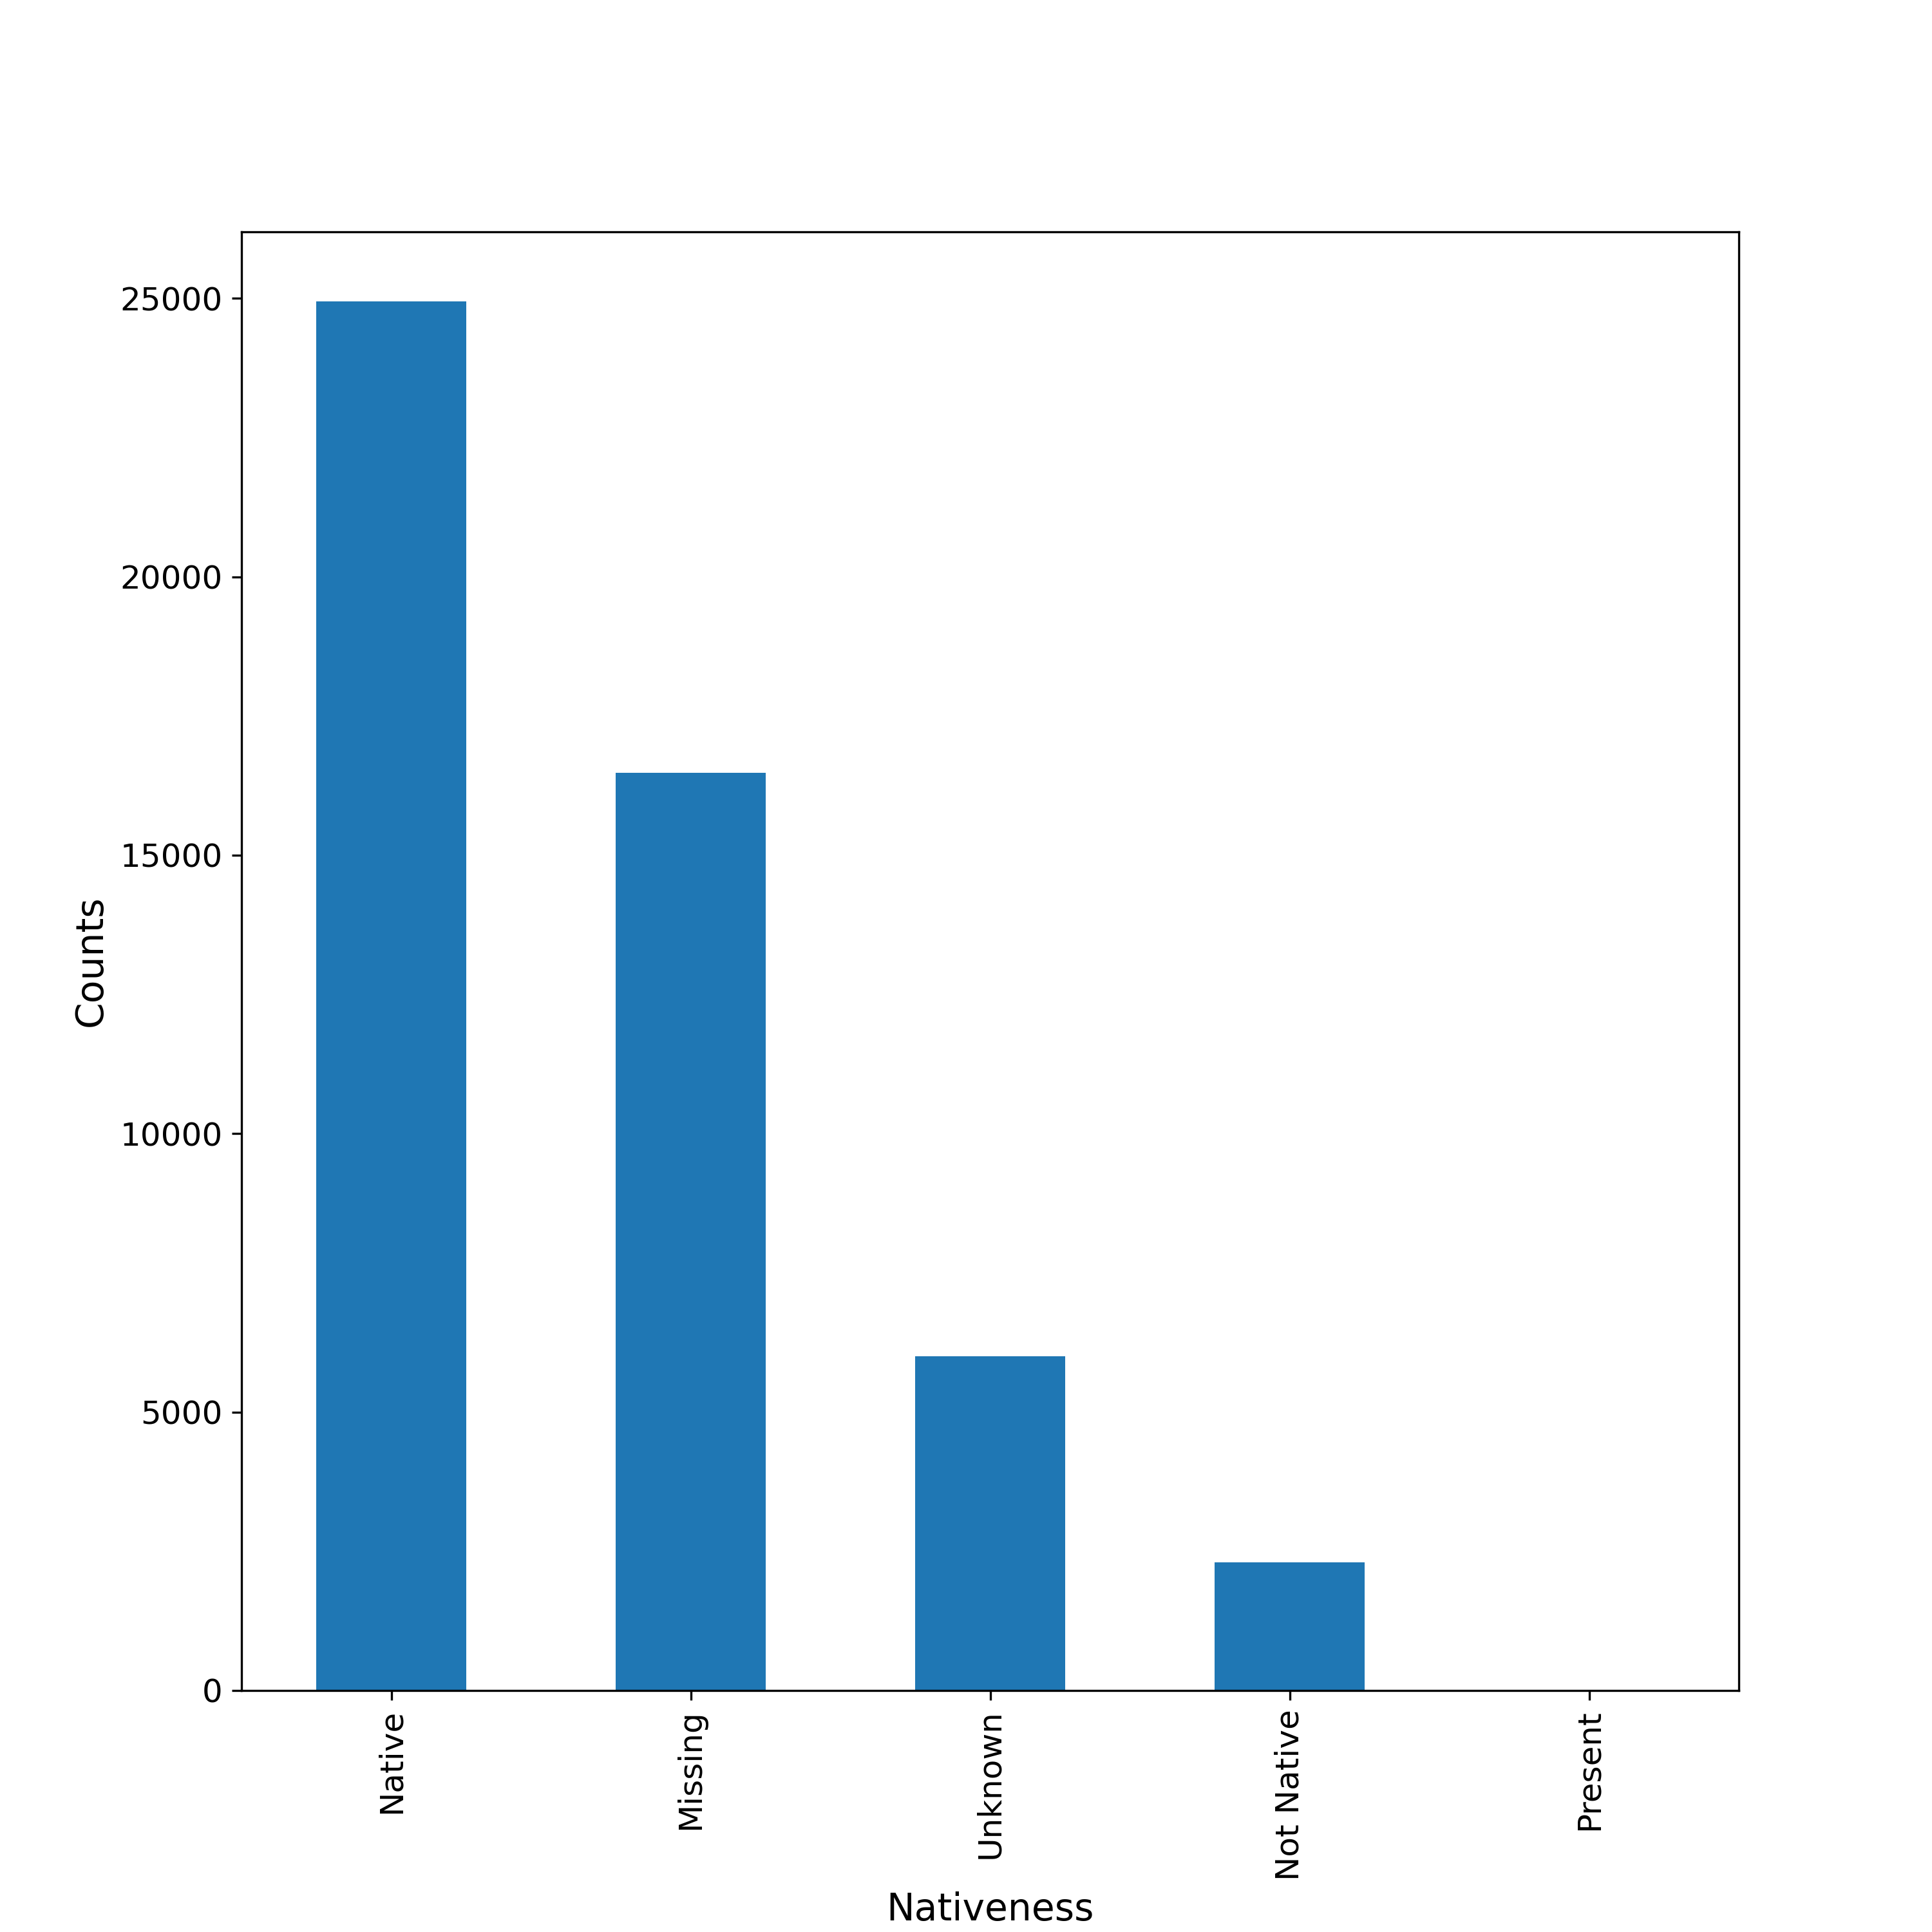 25000
20000
15000
10000
5000
0
Counts
Native
Missing
Unknown
Not Native
Present
Nativeness